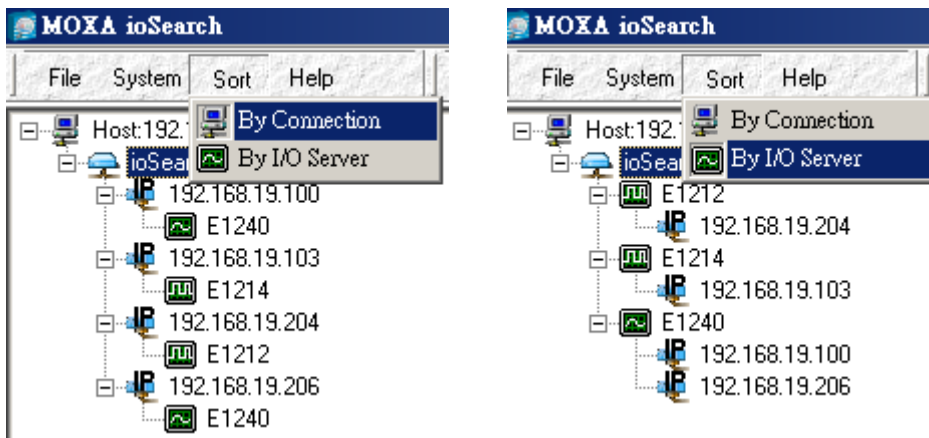 MOXA ioSearch
File System Sort Help
By Connection
By I/O Server
Host:192.
ioSea
192.168.19.100
E1240
192.168.19.103
E1214
192.168.19.204
E1212
192.168.19.206
E1240
MOXA ioSearch
File System Sort Help
By Connection
By I/O Server
Host:192.
ioSea
E1212
192.168.19.204
E1214
192.168.19.103
E1240
192.168.19.100
192.168.19.206